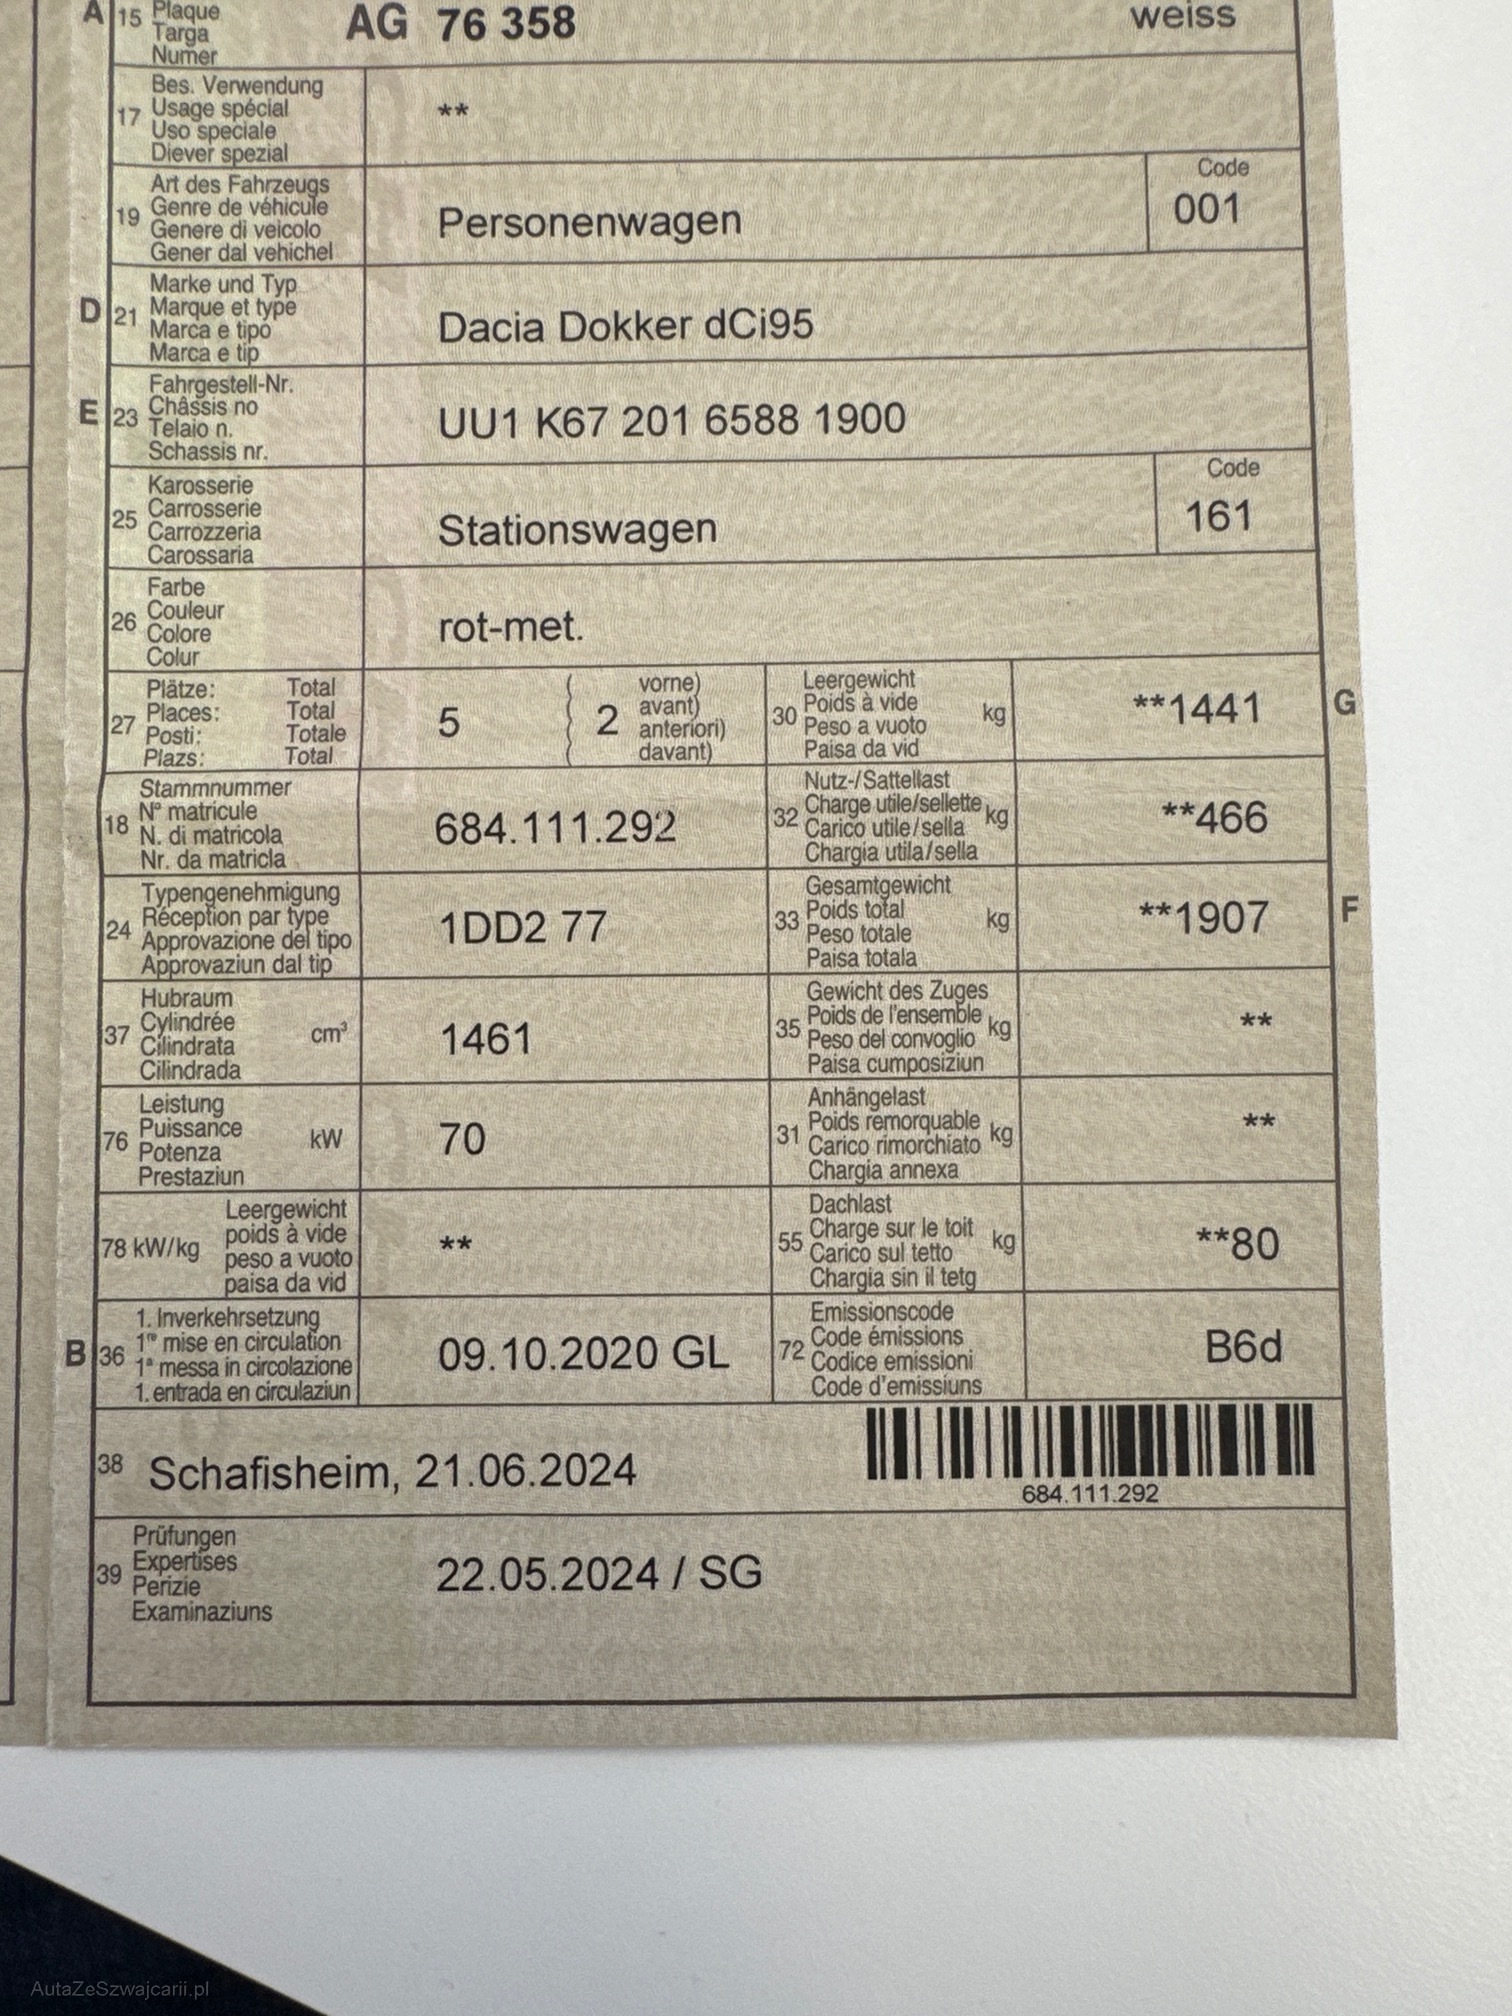 A 15 Plaque AG 76 358 weiss
Targa
Numer
17 Bes. Verwendung **
Usage spécial
Uso speciale
Diever spezial
19 Art des Fahrzeugs Personenwagen Code 001
Genre de véhicule
Genere di veicolo
Gener dal vehichel
D 21 Marke und Typ Dacia Dokker dCi95
Marque et type
Marca e tipo
Marca e tip
E 23 Fahrgestell-Nr. UU1 K67 201 6588 1900
Châssis no
Telaio n.
Schassis nr.
25 Karosserie Stationswagen Code 161
Carrosserie
Carrozzeria
Carossaria
26 Farbe rot-met.
Couleur
Colore
Colur
27 Plätze: Total 5 ( 2 vorne)
Places: Total avant)
Posti: Totale anteriori)
Plazs: Total davant)
30 Leergewicht kg **1441 G
Poids à vide
Peso a vuoto
Paisa da vid
18 Stammnummer 684.111.292
N° matricule
N. di matricola
Nr. da matricla
32 Nutz-/Sattellast kg **466
Charge utile/sellette
Carico utile/sella
Chargia utila/sella
24 Typengenehmigung 1DD2 77
Réception par type
Approvazione del tipo
Approvaziun dal tip
33 Gesamtgewicht kg **1907 F
Poids total
Peso totale
Paisa totala
37 Hubraum cm³ 1461
Cylindrée
Cilindrata
Cilindrada
35 Gewicht des Zuges kg **
Poids de l'ensemble
Peso del convoglio
Paisa cumposiziun
76 Leistung kW 70
Puissance
Potenza
Prestaziun
31 Anhängelast kg **
Poids remorquable
Carico rimorchiato
Chargia annexa
78 kW/kg Leergewicht **
poids à vide
peso a vuoto
paisa da vid
55 Dachlast kg **80
Charge sur le toit
Carico sul tetto
Chargia sin il tetg
B 36 1. Inverkehrsetzung 09.10.2020 GL
1re mise en circulation
1a messa in circolazione
1. entrada en circulaziun
72 Emissionscode B6d
Code émissions
Codice emissioni
Code d'emissiuns
38 Schafisheim, 21.06.2024
684.111.292
39 Prüfungen 22.05.2024 / SG
Expertises
Perizie
Examinaziuns
AutaZeSzwajcarii.pl